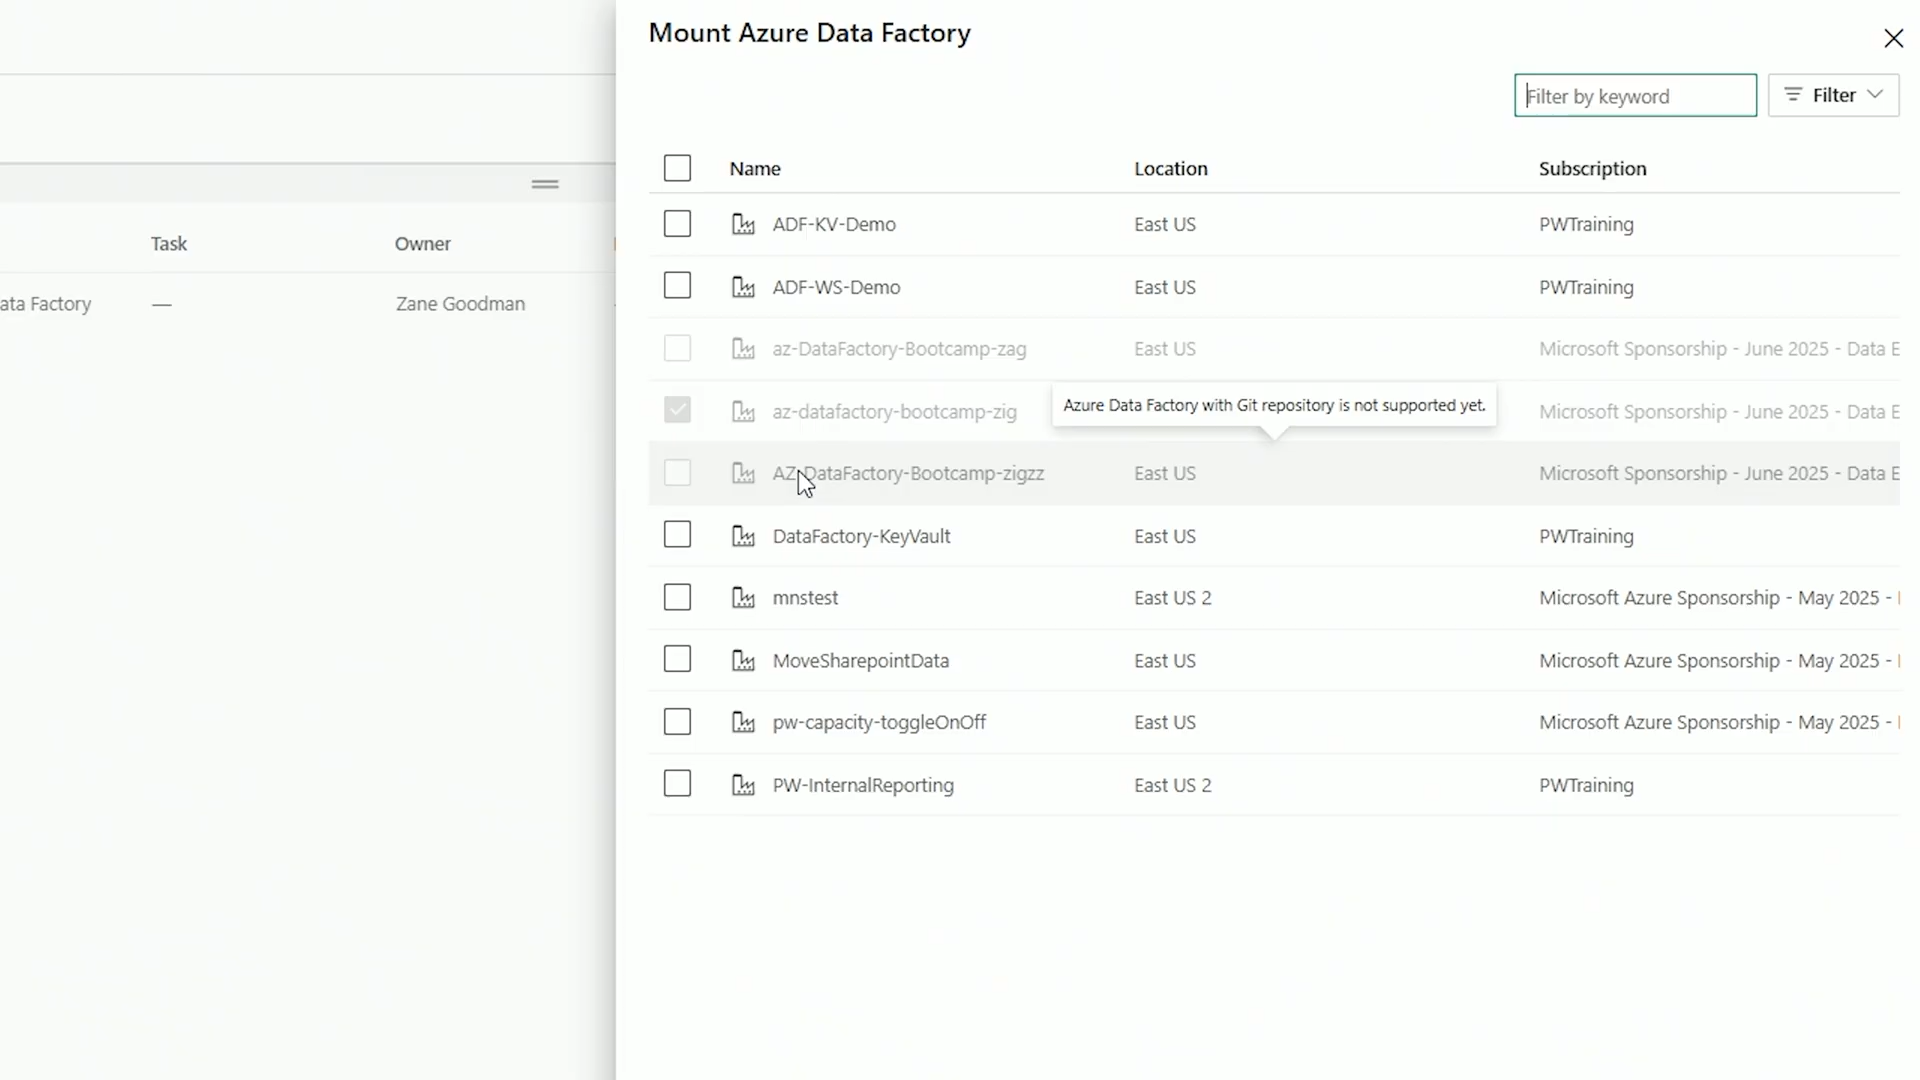 Mount Azure Data Factory
Filter by keyword
Filter
Name Location Subscription
ADF-KV-Demo East US PWTraining
ADF-WS-Demo East US PWTraining
az-DataFactory-Bootcamp-zag East US Microsoft Sponsorship - June 2025 - Data E
az-datafactory-bootcamp-zig Microsoft Sponsorship - June 2025 - Data E
Azure Data Factory with Git repository is not supported yet.
AZ-DataFactory-Bootcamp-zigzz East US Microsoft Sponsorship - June 2025 - Data E
DataFactory-KeyVault East US PWTraining
mnstest East US 2 Microsoft Azure Sponsorship - May 2025 -
MoveSharepointData East US Microsoft Azure Sponsorship - May 2025 -
pw-capacity-toggleOnOff East US Microsoft Azure Sponsorship - May 2025 -
PW-InternalReporting East US 2 PWTraining
Task Owner
ata Factory — Zane Goodman